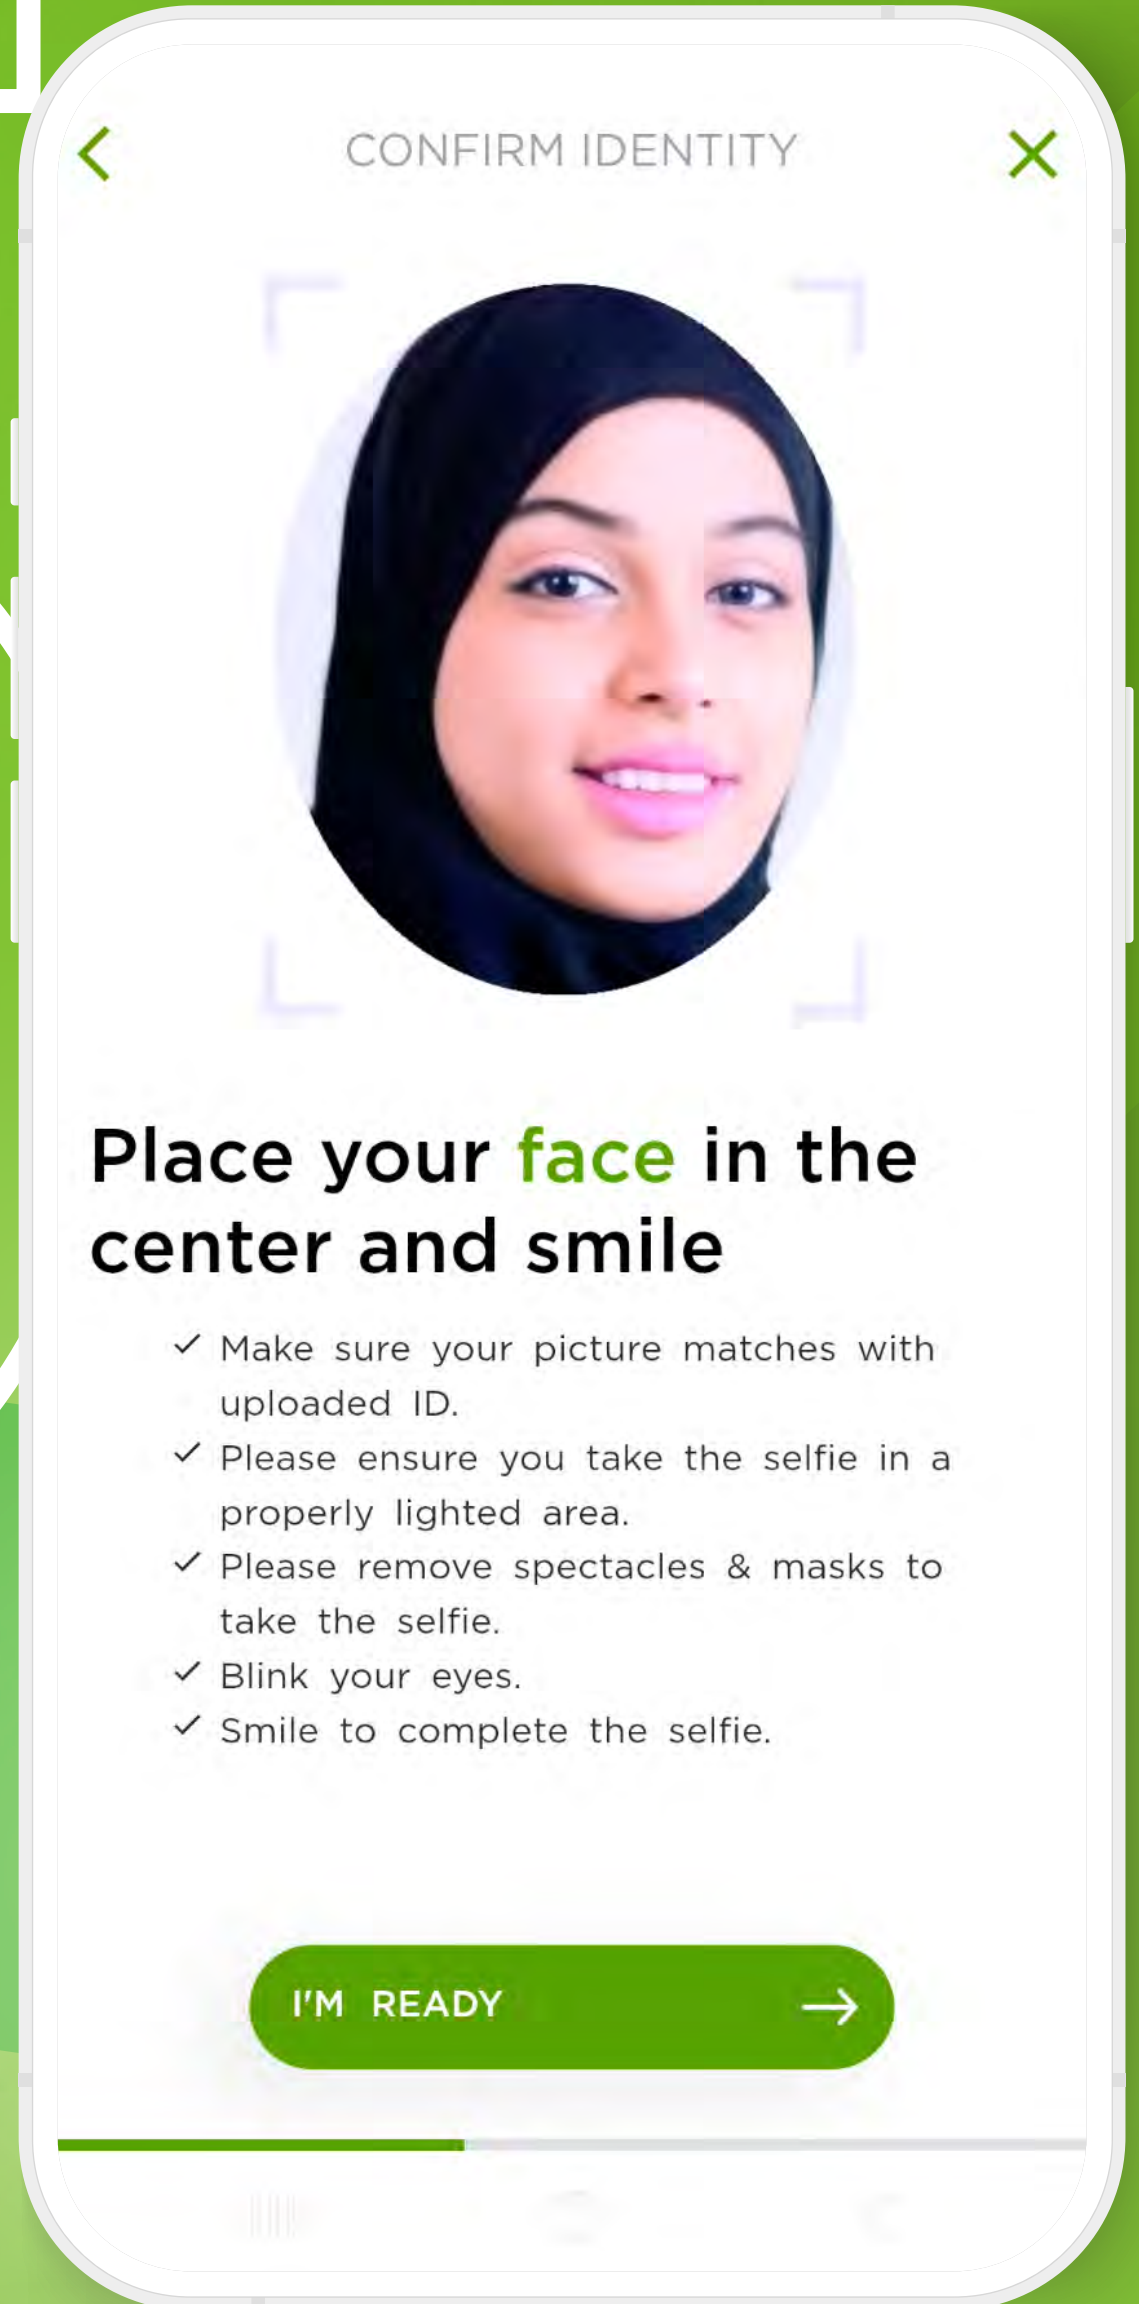 CONFIRM IDENTITY
Place your face in the
center and smile
Make sure your picture matches with
uploaded ID.
Please ensure you take the selfie in a
properly lighted area.
Please remove spectacles & masks to
take the selfie.
Blink your eyes.
Smile to complete the selfie.
I'M READY